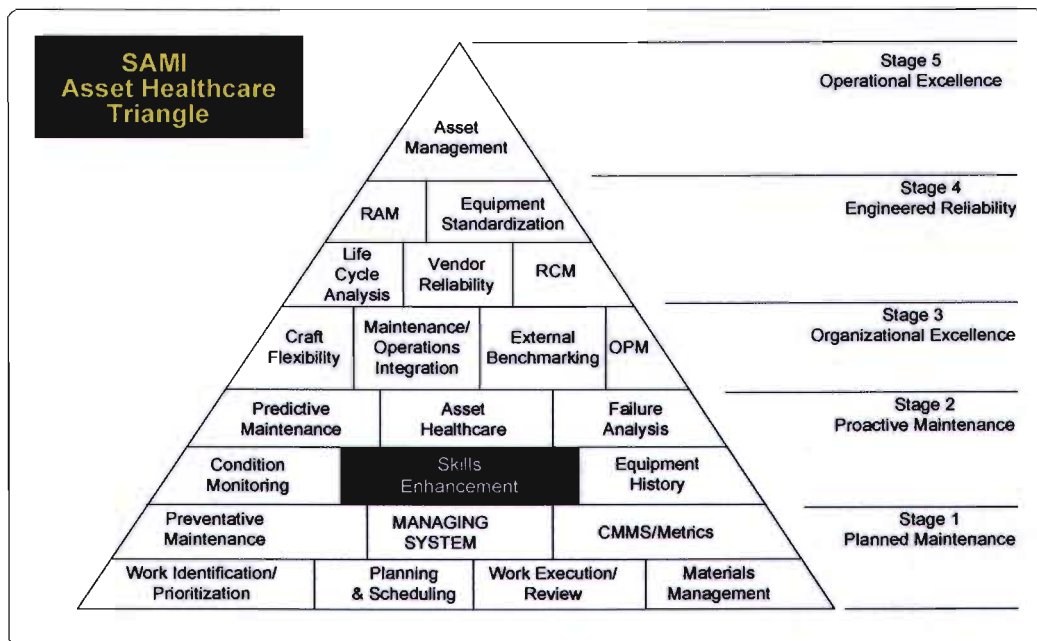 SAMI
Asset Healthcare
Triangle
Stage 5
Operational Excellence
Asset
Management
Stage 4
Engineered Reliability
RAM
Equipment
Standardization
Life
Cycle
Analysis
Vendor
Reliability
RCM
Stage 3
Organizational Excellence
Craft
Flexibility
Maintenance/
Operations
Integration
External
Benchmarking
OPM
Stage 2
Proactive Maintenance
Predictive
Maintenance
Asset
Healthcare
Failure
Analysis
Condition
Monitoring
Skills
Enhancement
Equipment
History
Stage 1
Planned Maintenance
Preventative
Maintenance
MANAGING
SYSTEM
CMMS/Metrics
Work Identification/
Prioritization
Planning
& Scheduling
Work Execution/
Review
Materials
Management